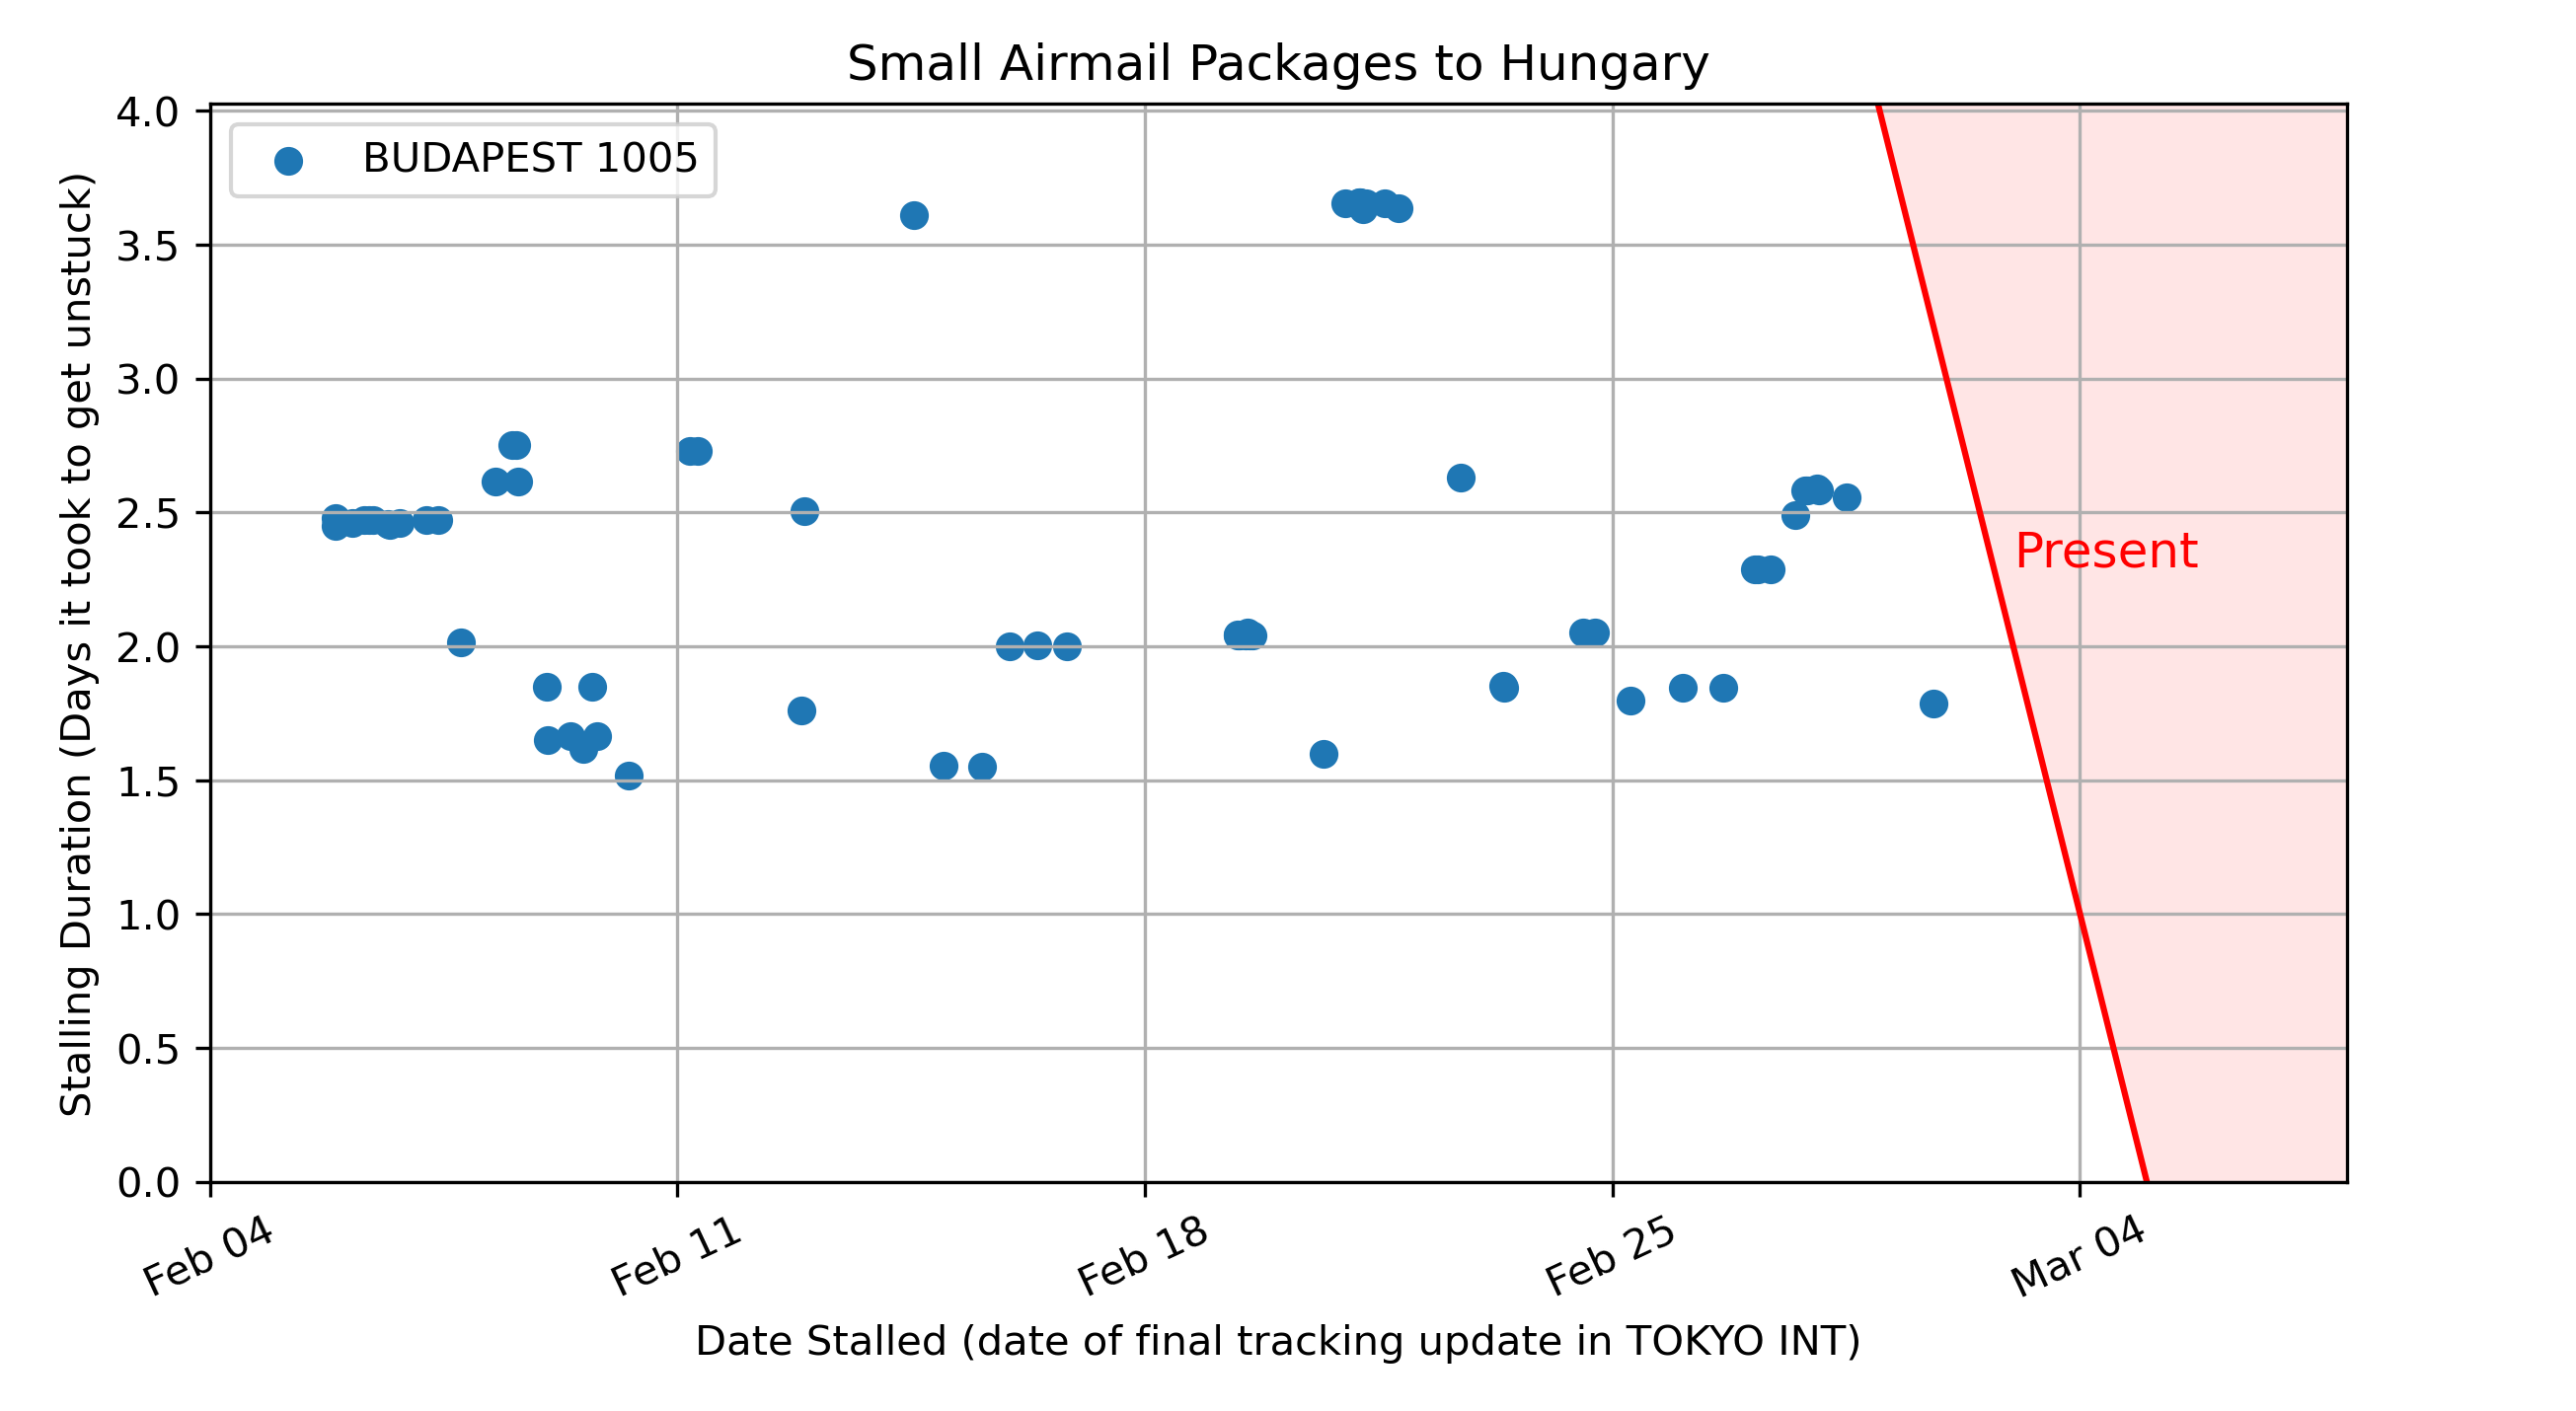 Small Airmail Packages to Hungary
4.0
3.5
3.0
2.5
2.0
1.5
1.0
0.5
0.0
Stalling Duration (Days it took to get unstuck)
BUDAPEST 1005
Present
Feb 04
Feb 11
Feb 18
Feb 25
Mar 04
Date Stalled (date of final tracking update in TOKYO INT)